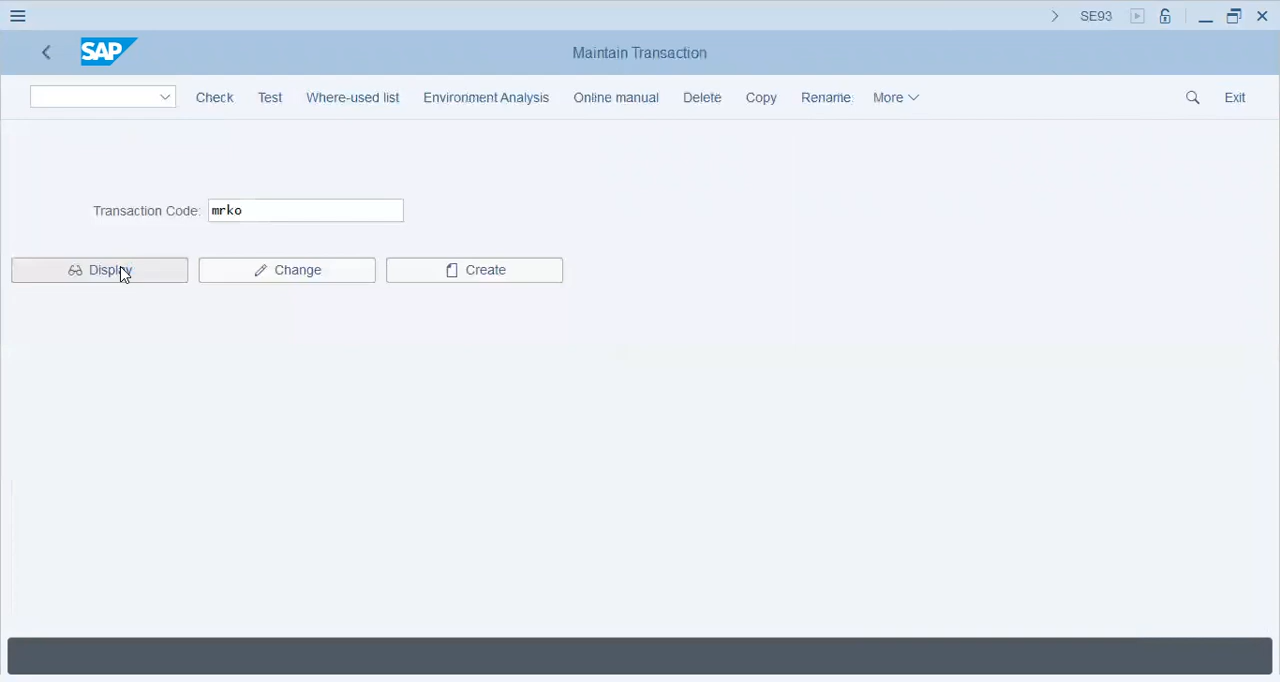 SE93
SAP
Maintain Transaction
Check
Test
Where-used list
Environment Analysis
Online manual
Delete
Copy
Rename
More
Exit
Transaction Code: mrko
Display
Change
Create